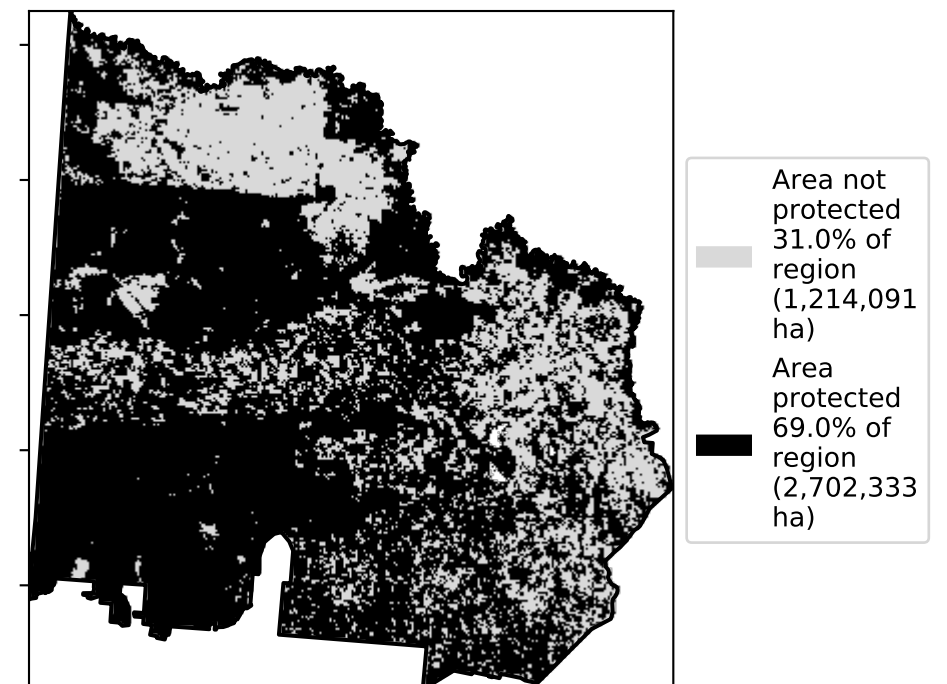 Area not
protected
31.0% of
region
(1,214,091
ha)
Area
protected
69.0% of
region
(2,702,333
ha)